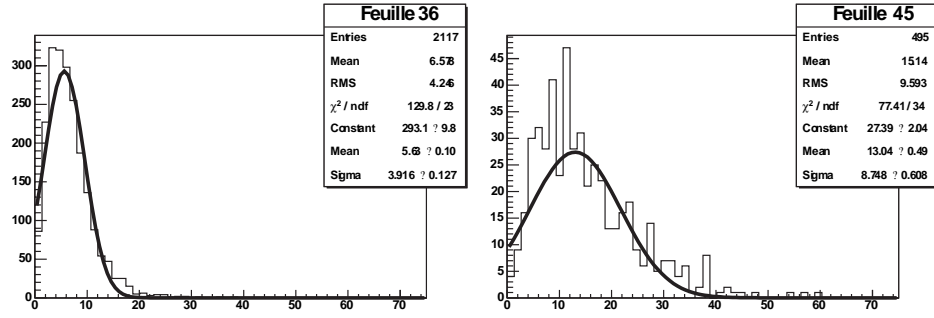 Feuille 36
Entries 2117
Mean 6.578
RMS 4.246
χ² / ndf 129.8 / 23
Constant 293.1 ? 9.8
Mean 5.63 ? 0.10
Sigma 3.916 ? 0.127
300
250
200
150
100
50
0
0 10 20 30 40 50 60 70
Feuille 45
Entries 495
Mean 15.14
RMS 9.593
χ² / ndf 77.41 / 34
Constant 27.39 ? 2.04
Mean 13.04 ? 0.49
Sigma 8.748 ? 0.608
45
40
35
30
25
20
15
10
5
0
0 10 20 30 40 50 60 70